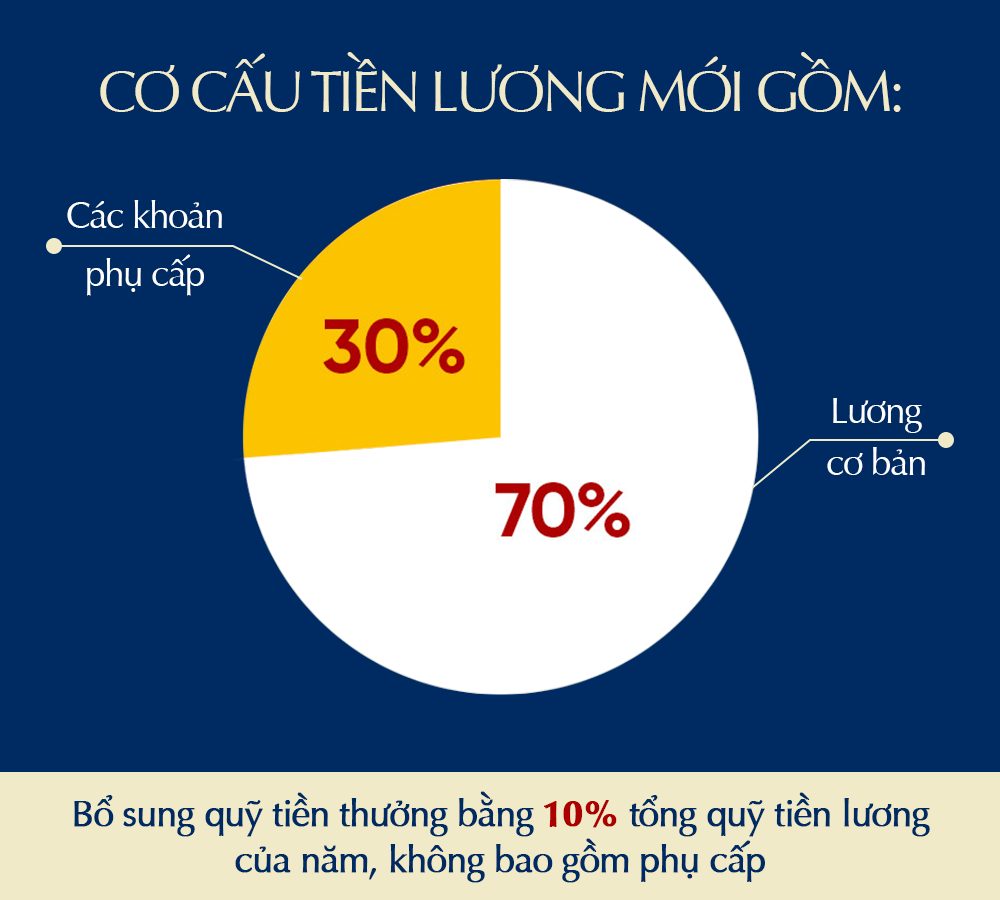 CƠ CẤU TIỀN LƯƠNG MỚI GỒM:
Các khoản
phụ cấp
30%
Lương
cơ bản
70%
Bổ sung quỹ tiền thưởng bằng 10% tổng quỹ tiền lương
của năm, không bao gồm phụ cấp